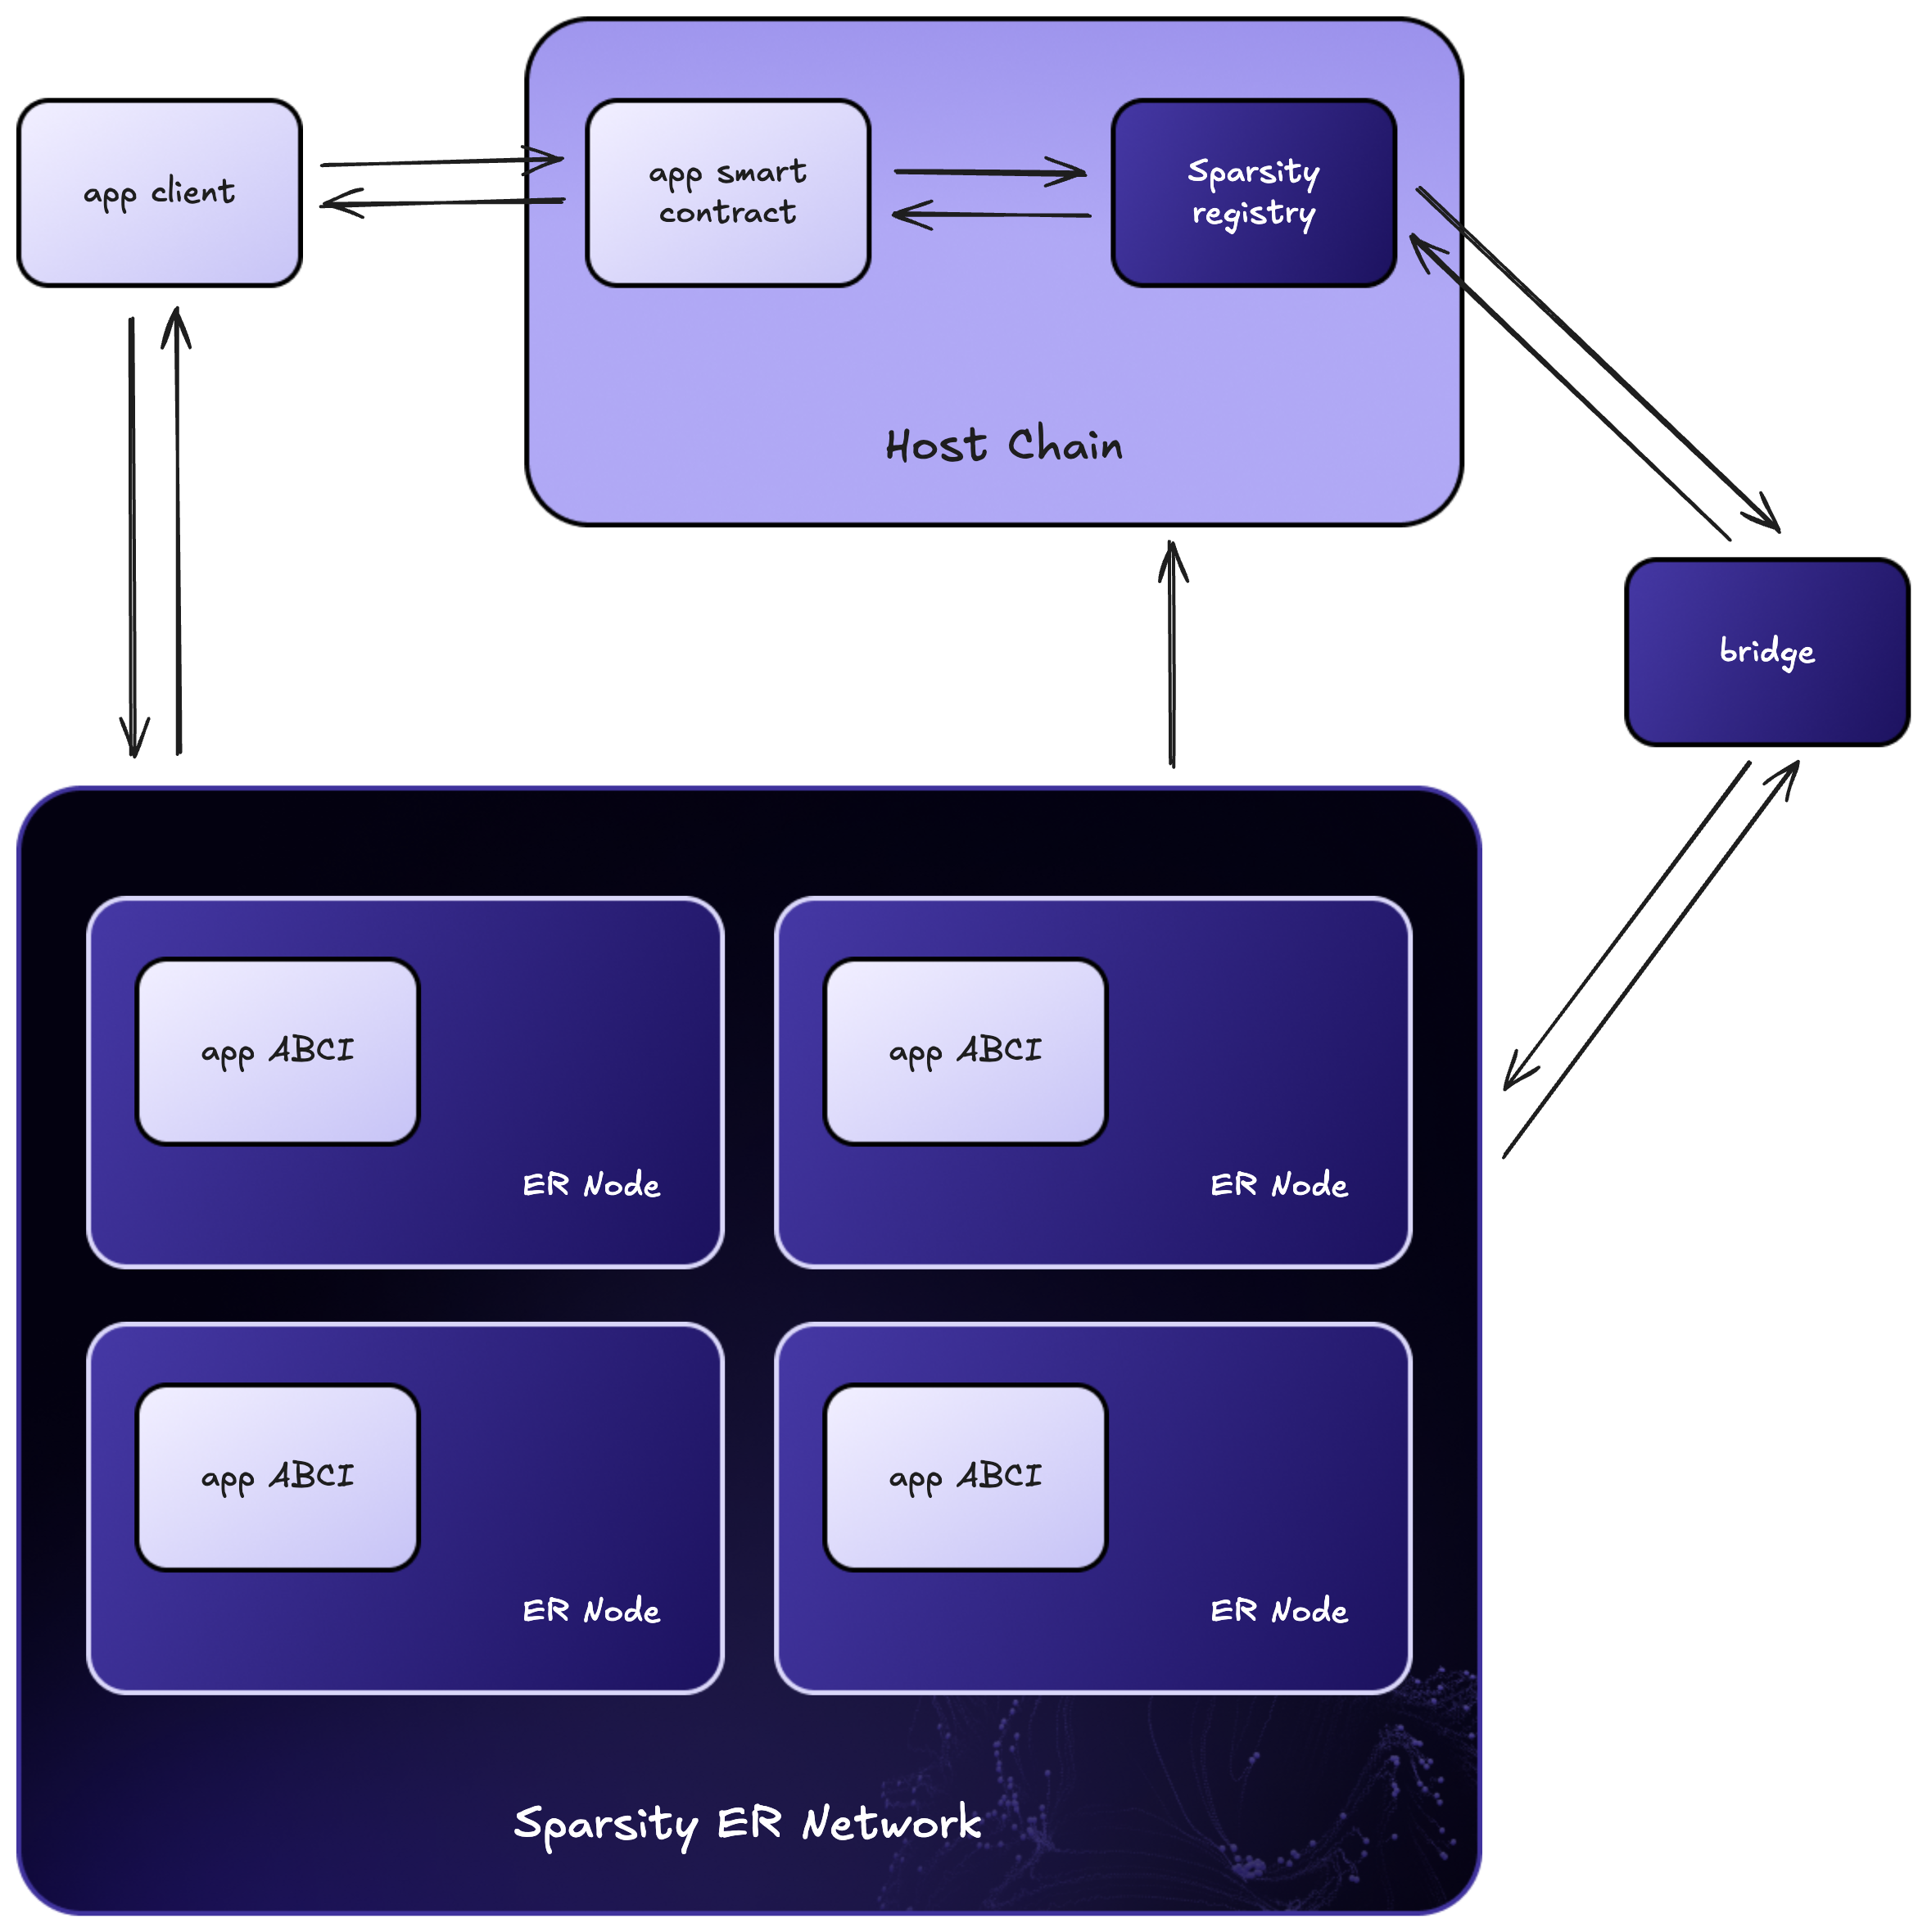 app client
app smart
contract
Sparsity
registry
Host Chain
bridge
app ABCI
ER Node
app ABCI
ER Node
app ABCI
ER Node
app ABCI
ER Node
Sparsity ER Network